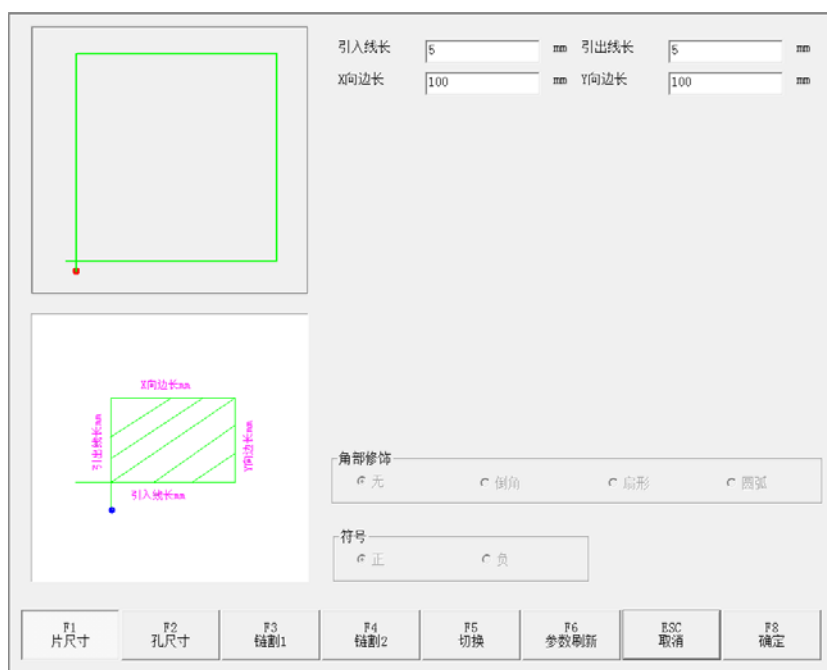 引入线长 5 mm 引出线长 5 mm
X向边长 100 mm Y向边长 100 mm
X向边长mm
引出线长mm
Y向边长mm
引入线长mm
角部修饰
无 倒角 扇形 圆弧
符号
正 负
F1 F2 F3 F4 F5 F6 ESC F8
片尺寸 孔尺寸 链割1 链割2 切换 参数刷新 取消 确定